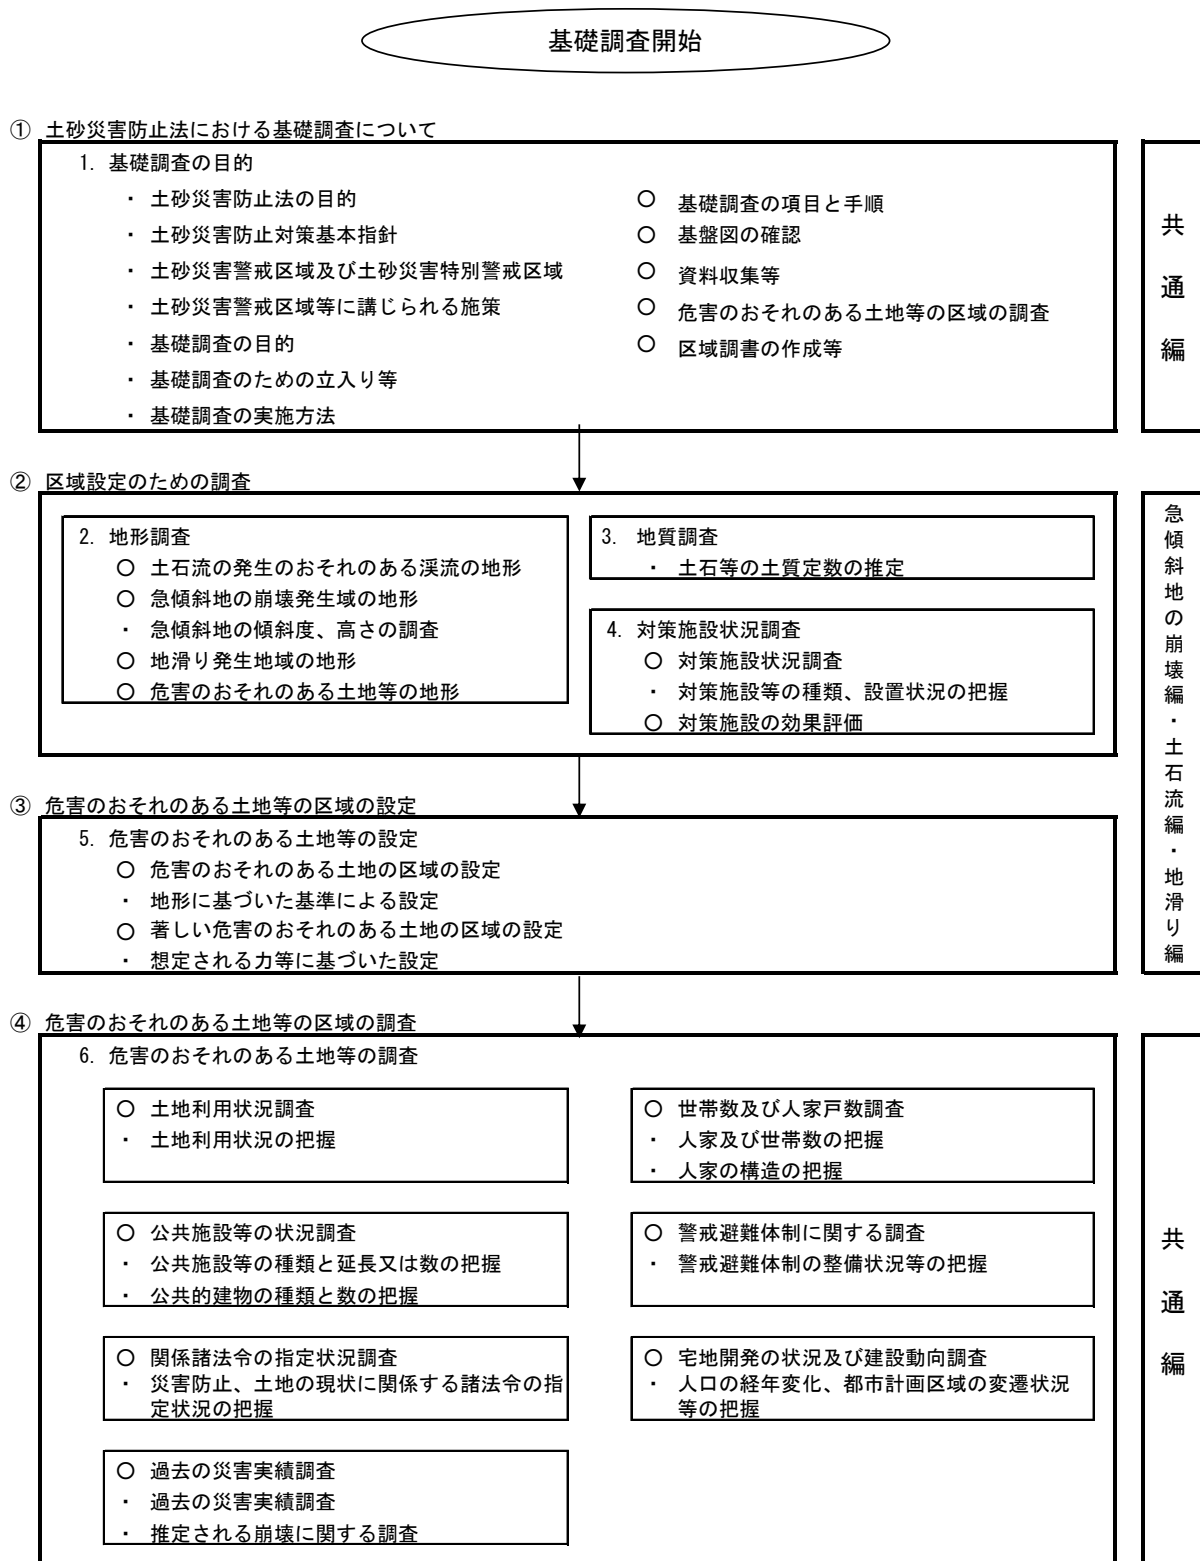 基礎調査開始
① 土砂災害防止法における基礎調査について
1. 基礎調査の目的
・ 土砂災害防止法の目的
・ 土砂災害防止対策基本指針
・ 土砂災害警戒区域及び土砂災害特別警戒区域
・ 土砂災害警戒区域等に講じられる施策
・ 基礎調査の目的
・ 基礎調査のための立入り等
・ 基礎調査の実施方法
○ 基礎調査の項目と手順
○ 基盤図の確認
○ 資料収集等
○ 危害のおそれのある土地等の区域の調査
○ 区域調書の作成等
共通編
② 区域設定のための調査
2. 地形調査
○ 土石流の発生のおそれのある渓流の地形
○ 急傾斜地の崩壊発生域の地形
・ 急傾斜地の傾斜度、高さの調査
○ 地滑り発生地域の地形
○ 危害のおそれのある土地等の地形
3. 地質調査
・ 土石等の土質定数の推定
4. 対策施設状況調査
○ 対策施設状況調査
・ 対策施設等の種類、設置状況の把握
○ 対策施設の効果評価
急傾斜地の崩壊編・土石流編・地滑り編
③ 危害のおそれのある土地等の区域の設定
5. 危害のおそれのある土地等の設定
○ 危害のおそれのある土地の区域の設定
・ 地形に基づいた基準による設定
○ 著しい危害のおそれのある土地の区域の設定
・ 想定される力等に基づいた設定
④ 危害のおそれのある土地等の区域の調査
6. 危害のおそれのある土地等の調査
○ 土地利用状況調査
・ 土地利用状況の把握
○ 世帯数及び人家戸数調査
・ 人家及び世帯数の把握
・ 人家の構造の把握
○ 公共施設等の状況調査
・ 公共施設等の種類と延長又は数の把握
・ 公共的建物の種類と数の把握
○ 警戒避難体制に関する調査
・ 警戒避難体制の整備状況等の把握
○ 関係諸法令の指定状況調査
・ 災害防止、土地の現状に関係する諸法令の指
定状況の把握
○ 宅地開発の状況及び建設動向調査
・ 人口の経年変化、都市計画区域の変遷状況
等の把握
○ 過去の災害実績調査
・ 過去の災害実績調査
・ 推定される崩壊に関する調査
共通編